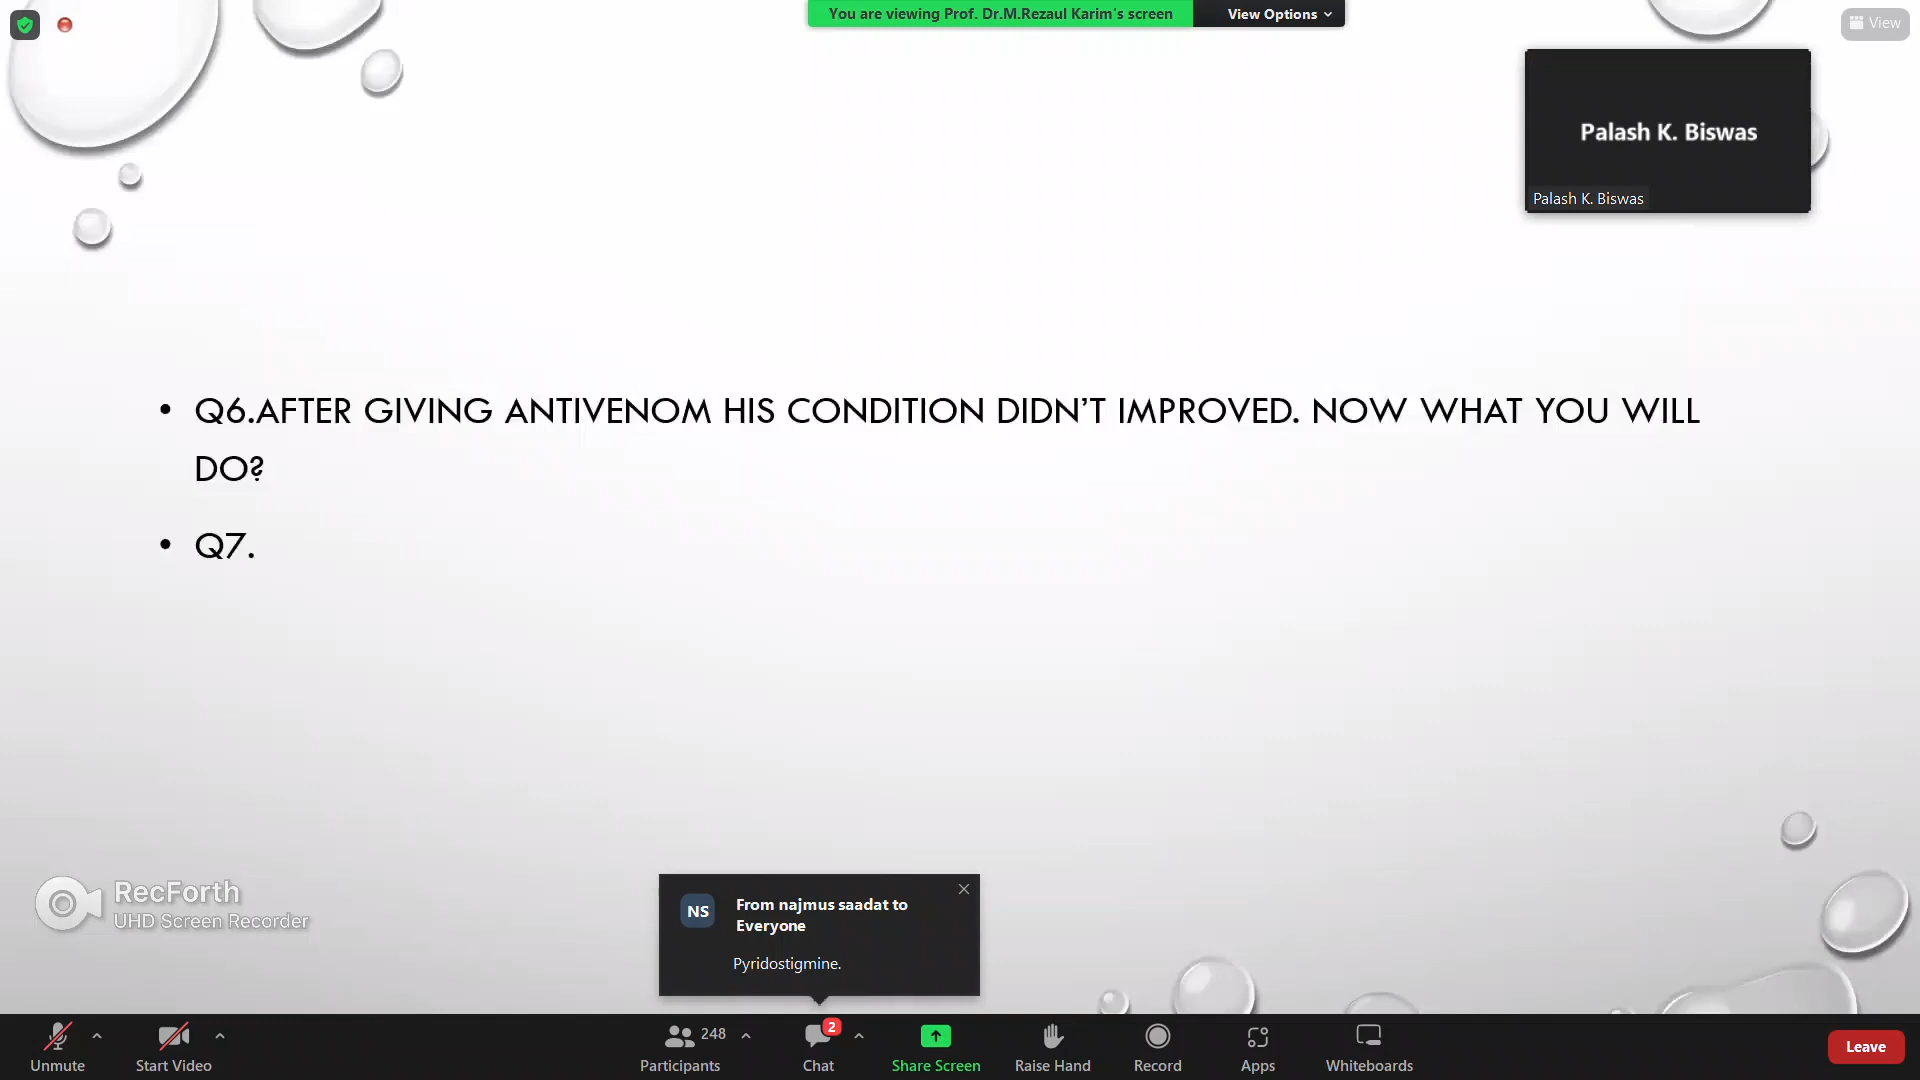 You are viewing Prof. Dr.M.Rezaul Karim's screen
View Options
View
Palash K. Biswas
Palash K. Biswas
• Q6.AFTER GIVING ANTIVENOM HIS CONDITION DIDN’T IMPROVED. NOW WHAT YOU WILL
DO?
• Q7.
RecForth
UHD Screen Recorder
NS
From najmus saadat to
Everyone
Pyridostigmine.
Unmute
Start Video
248
Participants
2
Chat
Share Screen
Raise Hand
Record
Apps
Whiteboards
Leave